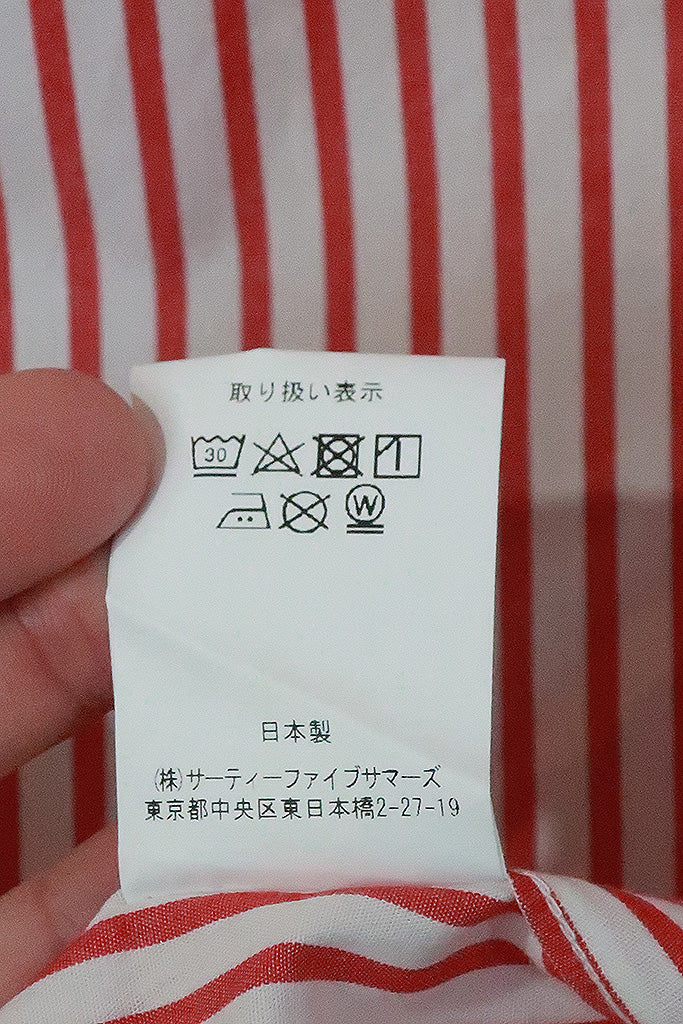 取り扱い表示
30
W
日本製
(株)サーティーファイブサマーズ
東京都中央区東日本橋2-27-19